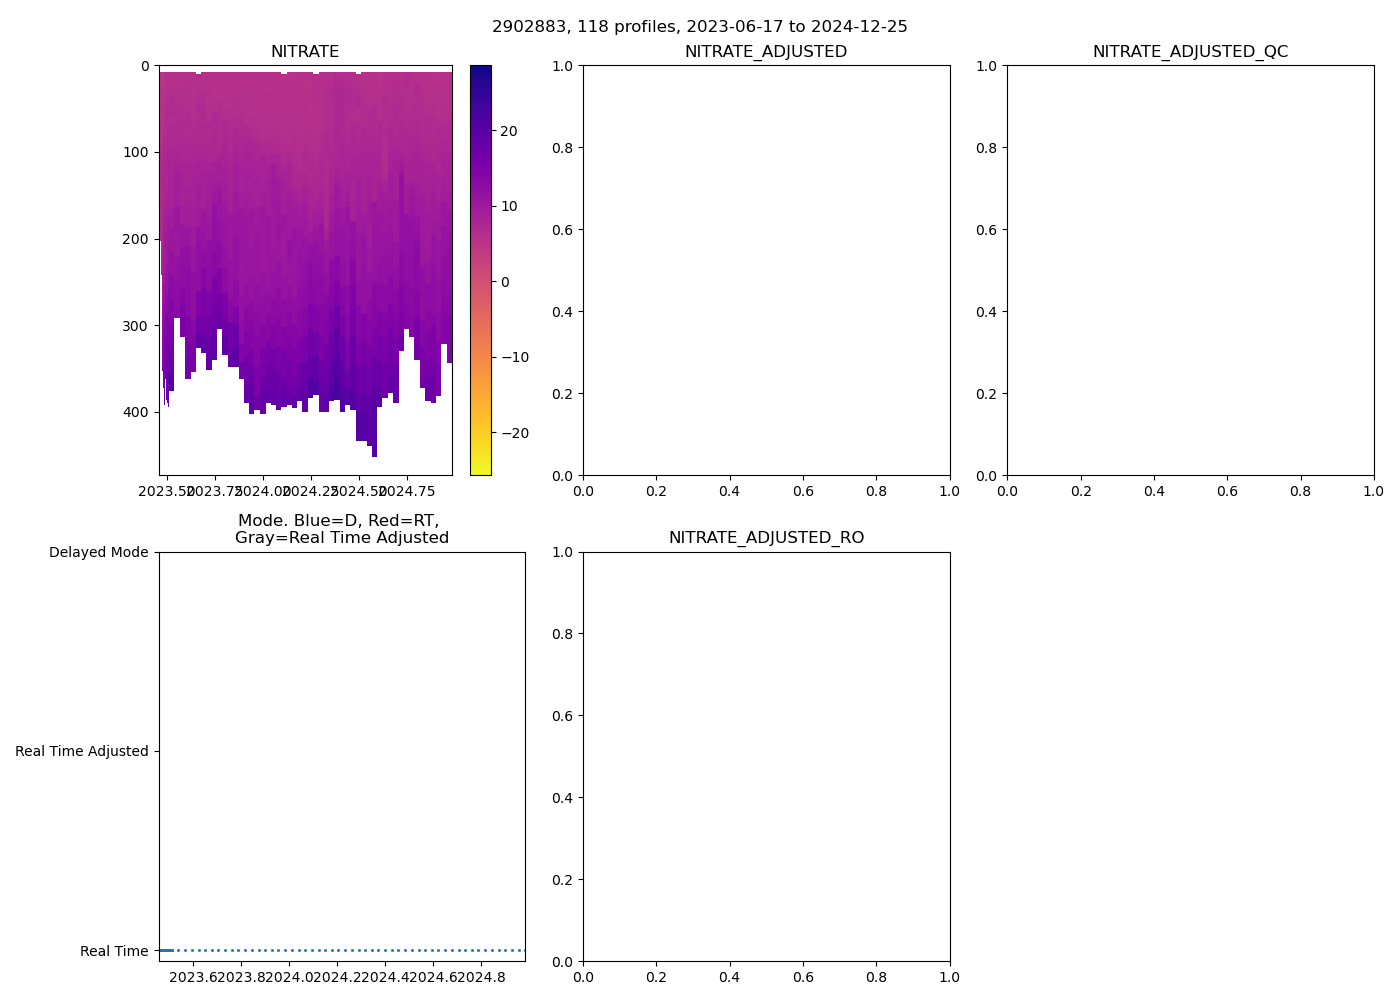 2902883, 118 profiles, 2023-06-17 to 2024-12-25
NITRATE
NITRATE_ADJUSTED
NITRATE_ADJUSTED_QC
0
100
200
300
400
2023.50 2023.75 2024.00 2024.25 2024.50 2024.75
20
10
0
−10
−20
1.0
0.8
0.6
0.4
0.2
0.0
0.0 0.2 0.4 0.6 0.8 1.0
1.0
0.8
0.6
0.4
0.2
0.0
0.0 0.2 0.4 0.6 0.8 1.0
Mode. Blue=D, Red=RT,
Gray=Real Time Adjusted
Delayed Mode
Real Time Adjusted
Real Time
2023.6 2023.8 2024.0 2024.2 2024.4 2024.6 2024.8
NITRATE_ADJUSTED_RO
1.0
0.8
0.6
0.4
0.2
0.0
0.0 0.2 0.4 0.6 0.8 1.0